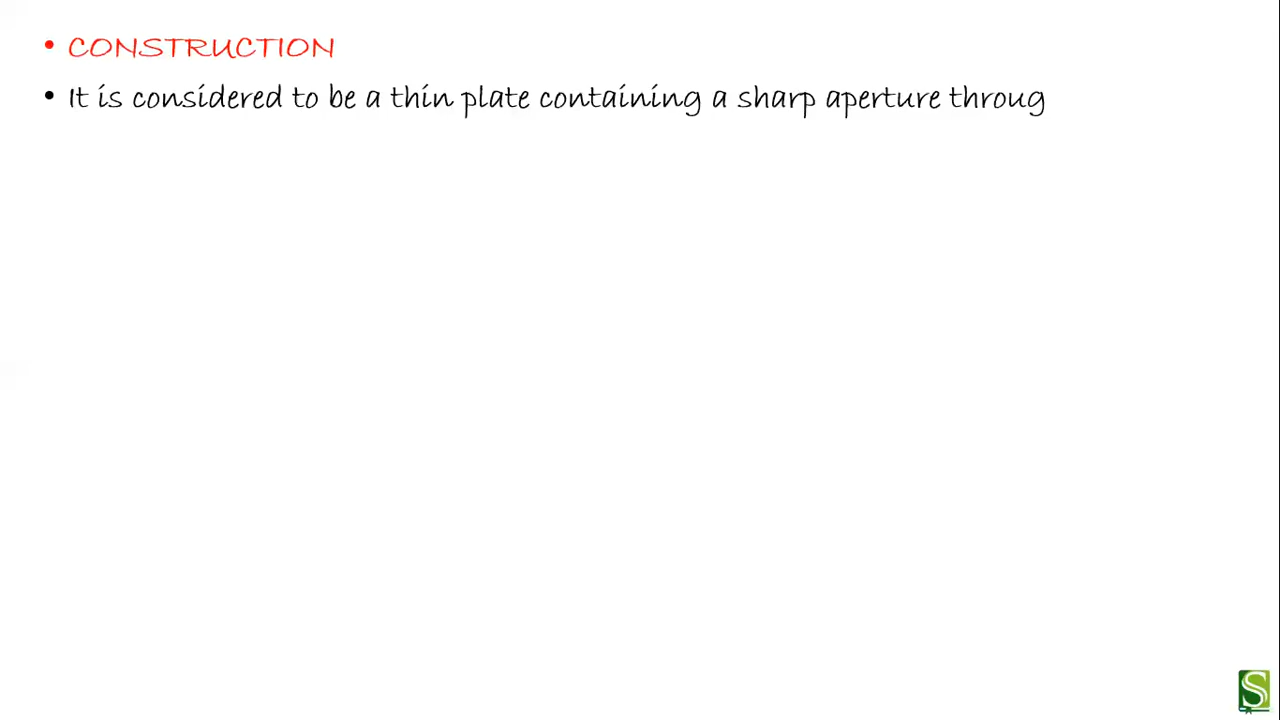 • CONSTRUCTION
• It is considered to be a thin plate containing a sharp aperture throug
S